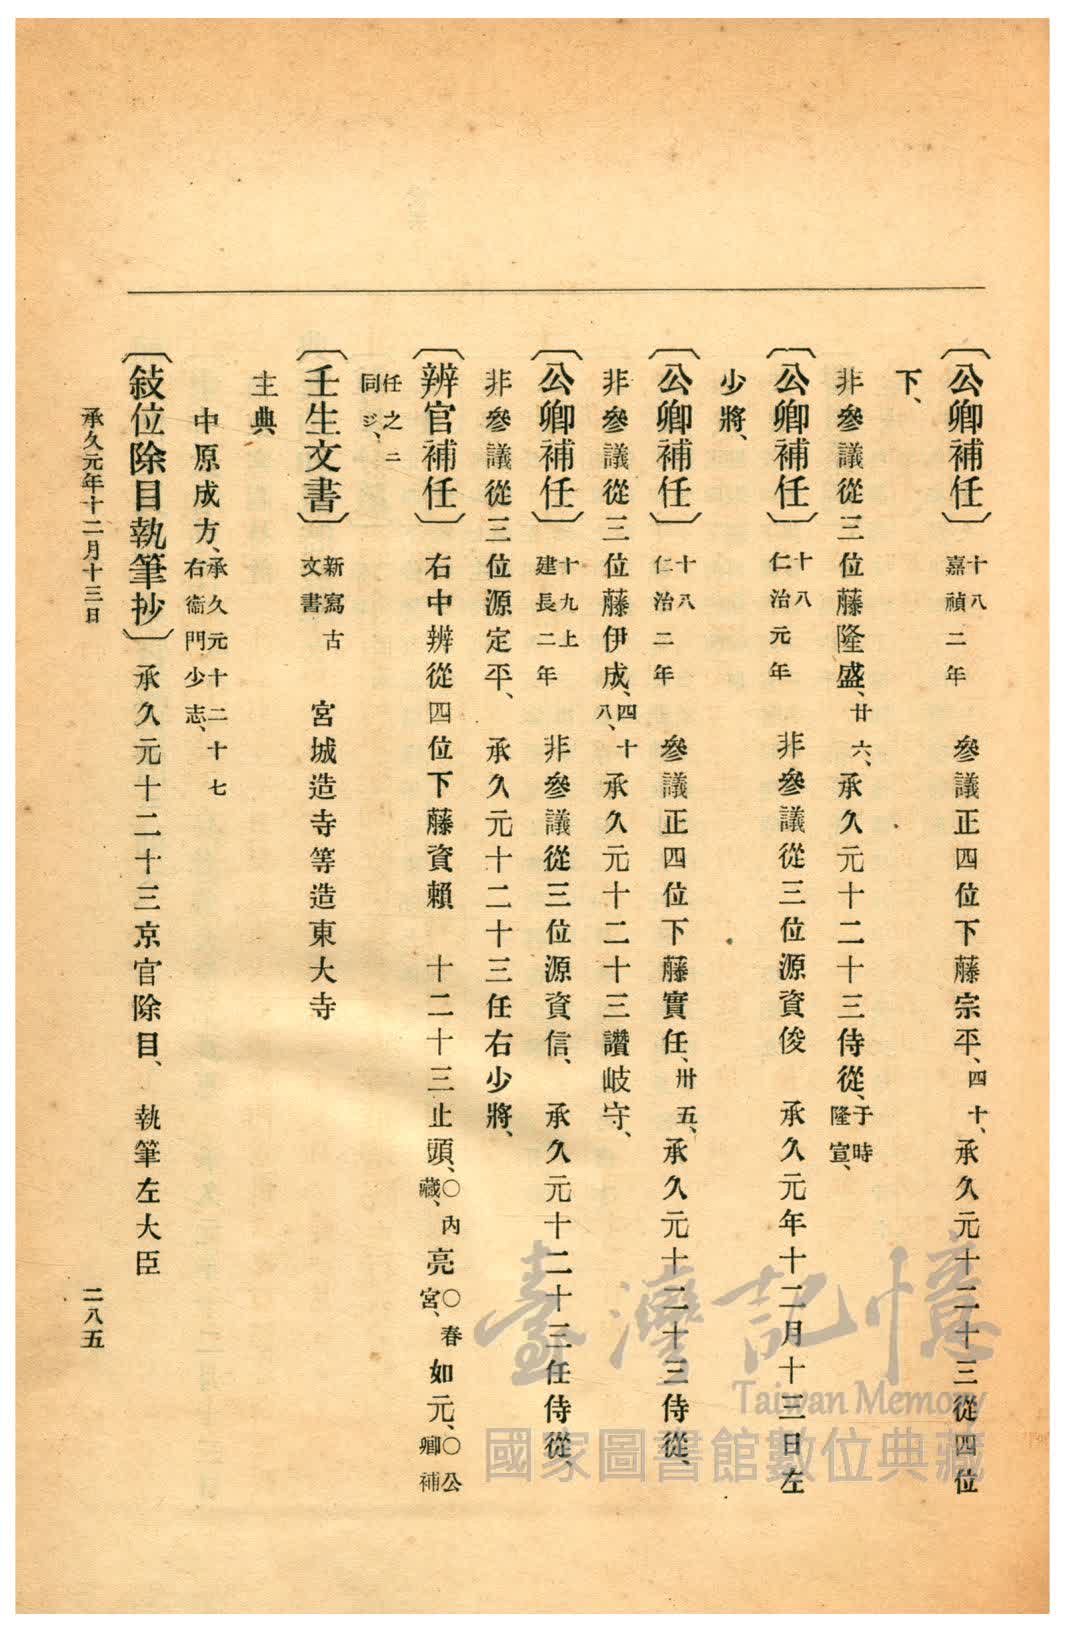 〔公卿補任〕十八嘉禎二年　參議正四位下藤宗平、四十、承久元十二十三從四位
下、
非參議從三位藤隆盛、廿六、承久元十二十三侍從、于時隆宣、
〔公卿補任〕十八仁治元年　非參議從三位源資俊　承久元年十二月十三日左
少將、
〔公卿補任〕十八仁治二年　參議正四位下藤實任、卅五、承久元十二十三侍從、
非參議從三位藤伊成、四十八、承久元十二十三讚岐守、
〔公卿補任〕十九上建長二年　非參議從三位源資信、承久元十二十三任侍從、
非參議從三位源定平、承久元十二十三任右少將、
〔辨官補任〕右中辨從四位下藤資賴　十二十三止頭、〇內藏、亮〇春宮、如元、〇公卿補
任之ニ同ジ、
〔壬生文書〕新寫古文書　宮城造寺等造東大寺
主典
中原成方、承久元十二十七右衞門少志、
〔敍位除目執筆抄〕承久元十二十三京官除目、執筆左大臣
承久元年十二月十三日
二八五
臺灣記憶
Taiwan Memory
國家圖書館數位典藏